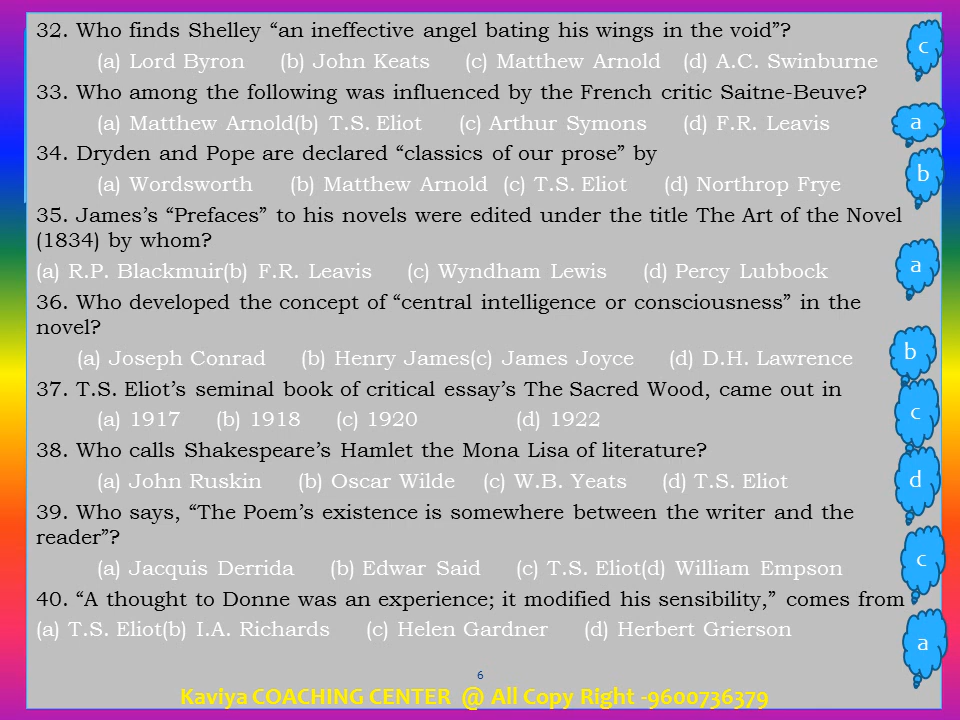 32. Who finds Shelley “an ineffective angel bating his wings in the void”?
c
(a) Lord Byron (b) John Keats (c) Matthew Arnold (d) A.C. Swinburne
33. Who among the following was influenced by the French critic Saitne-Beuve?
(a) Matthew Arnold(b) T.S. Eliot (c) Arthur Symons (d) F.R. Leavis
a
34. Dryden and Pope are declared “classics of our prose” by
b
(a) Wordsworth (b) Matthew Arnold (c) T.S. Eliot (d) Northrop Frye
35. James’s “Prefaces” to his novels were edited under the title The Art of the Novel
(1834) by whom?
a
(a) R.P. Blackmuir(b) F.R. Leavis (c) Wyndham Lewis (d) Percy Lubbock
36. Who developed the concept of “central intelligence or consciousness” in the
novel?
b
(a) Joseph Conrad (b) Henry James(c) James Joyce (d) D.H. Lawrence
37. T.S. Eliot’s seminal book of critical essay’s The Sacred Wood, came out in
c
(a) 1917 (b) 1918 (c) 1920 (d) 1922
38. Who calls Shakespeare’s Hamlet the Mona Lisa of literature?
(a) John Ruskin (b) Oscar Wilde (c) W.B. Yeats (d) T.S. Eliot
d
39. Who says, “The Poem’s existence is somewhere between the writer and the
reader”?
c
(a) Jacquis Derrida (b) Edwar Said (c) T.S. Eliot(d) William Empson
40. “A thought to Donne was an experience; it modified his sensibility,” comes from
(a) T.S. Eliot(b) I.A. Richards (c) Helen Gardner (d) Herbert Grierson
a
6
Kaviya COACHING CENTER @ All Copy Right -9600736379